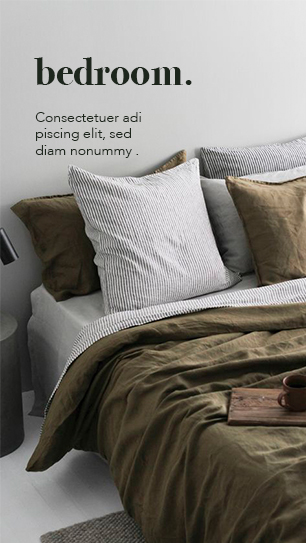 bedroom.
Consectetuer adi
piscing elit, sed
diam nonummy .